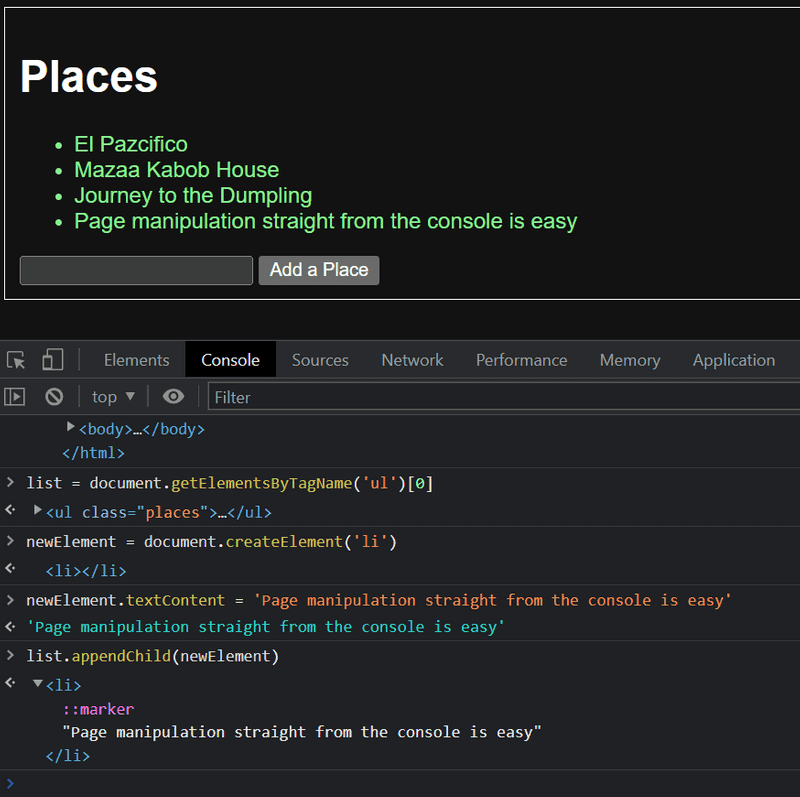 Places
El Pazcifico
Mazaa Kabob House
Journey to the Dumpling
Page manipulation straight from the console is easy
Add a Place
Elements Console Sources Network Performance Memory Application
top Filter
<body>…</body>
</html>
list = document.getElementsByTagName('ul')[0]
<ul class="places">…</ul>
newElement = document.createElement('li')
<li></li>
newElement.textContent = 'Page manipulation straight from the console is easy'
'Page manipulation straight from the console is easy'
list.appendChild(newElement)
<li>
::marker
"Page manipulation straight from the console is easy"
</li>